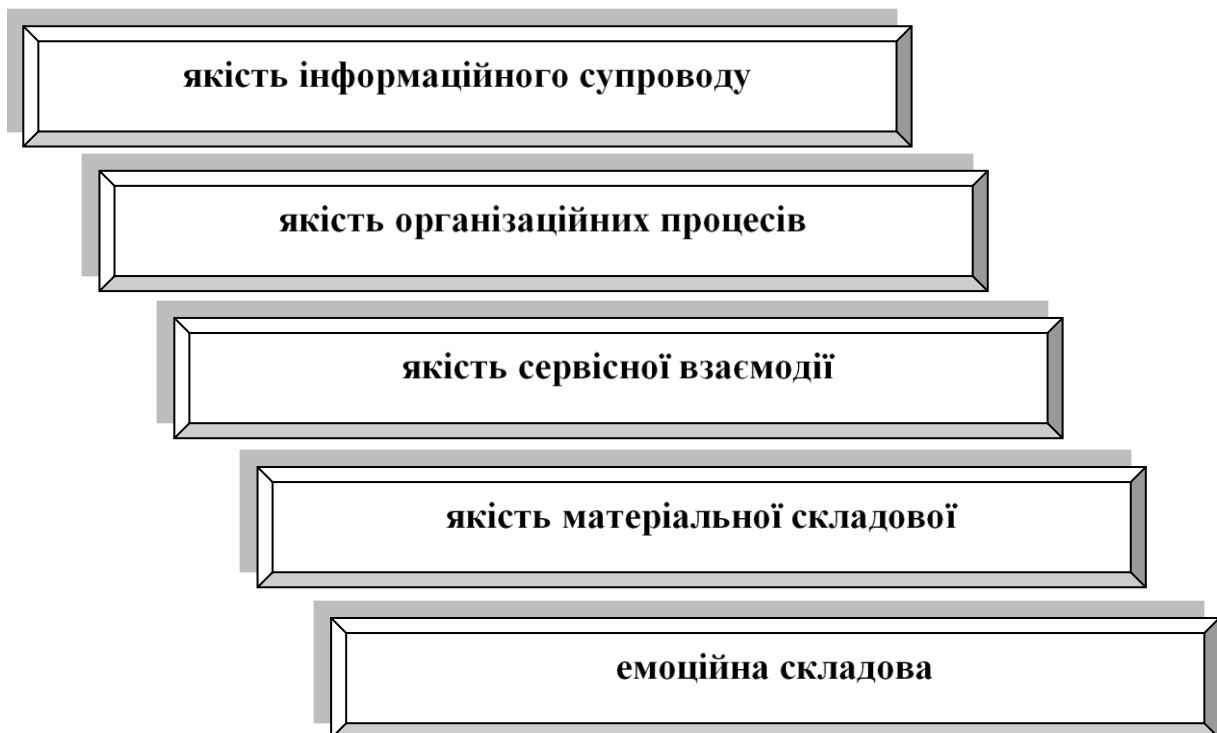 якість інформаційного супроводу
якість організаційних процесів
якість сервісної взаємодії
якість матеріальної складової
емоційна складова